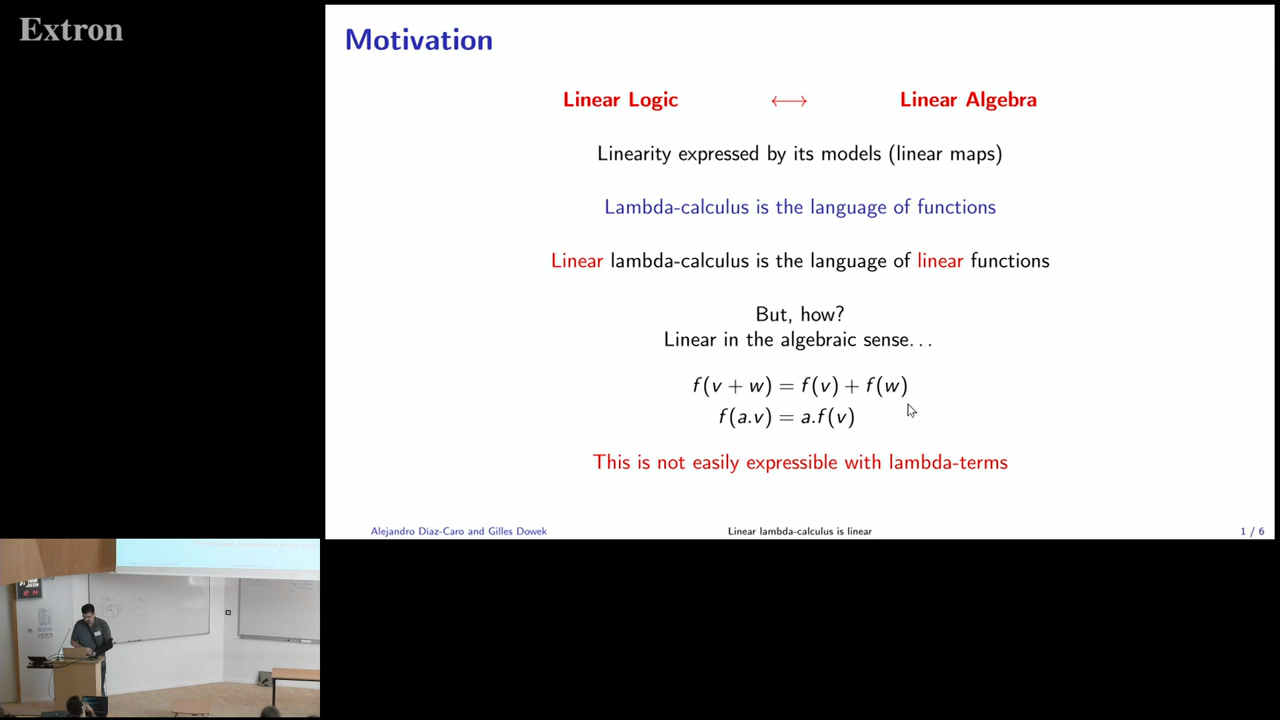 Extron
Motivation
Linear Logic ⟷ Linear Algebra
Linearity expressed by its models (linear maps)
Lambda-calculus is the language of functions
Linear lambda-calculus is the language of linear functions
But, how?
Linear in the algebraic sense...
f(v + w) = f(v) + f(w)
f(a.v) = a.f(v)
This is not easily expressible with lambda-terms
Alejandro Díaz-Caro and Gilles Dowek
Linear lambda-calculus is linear
1 / 6